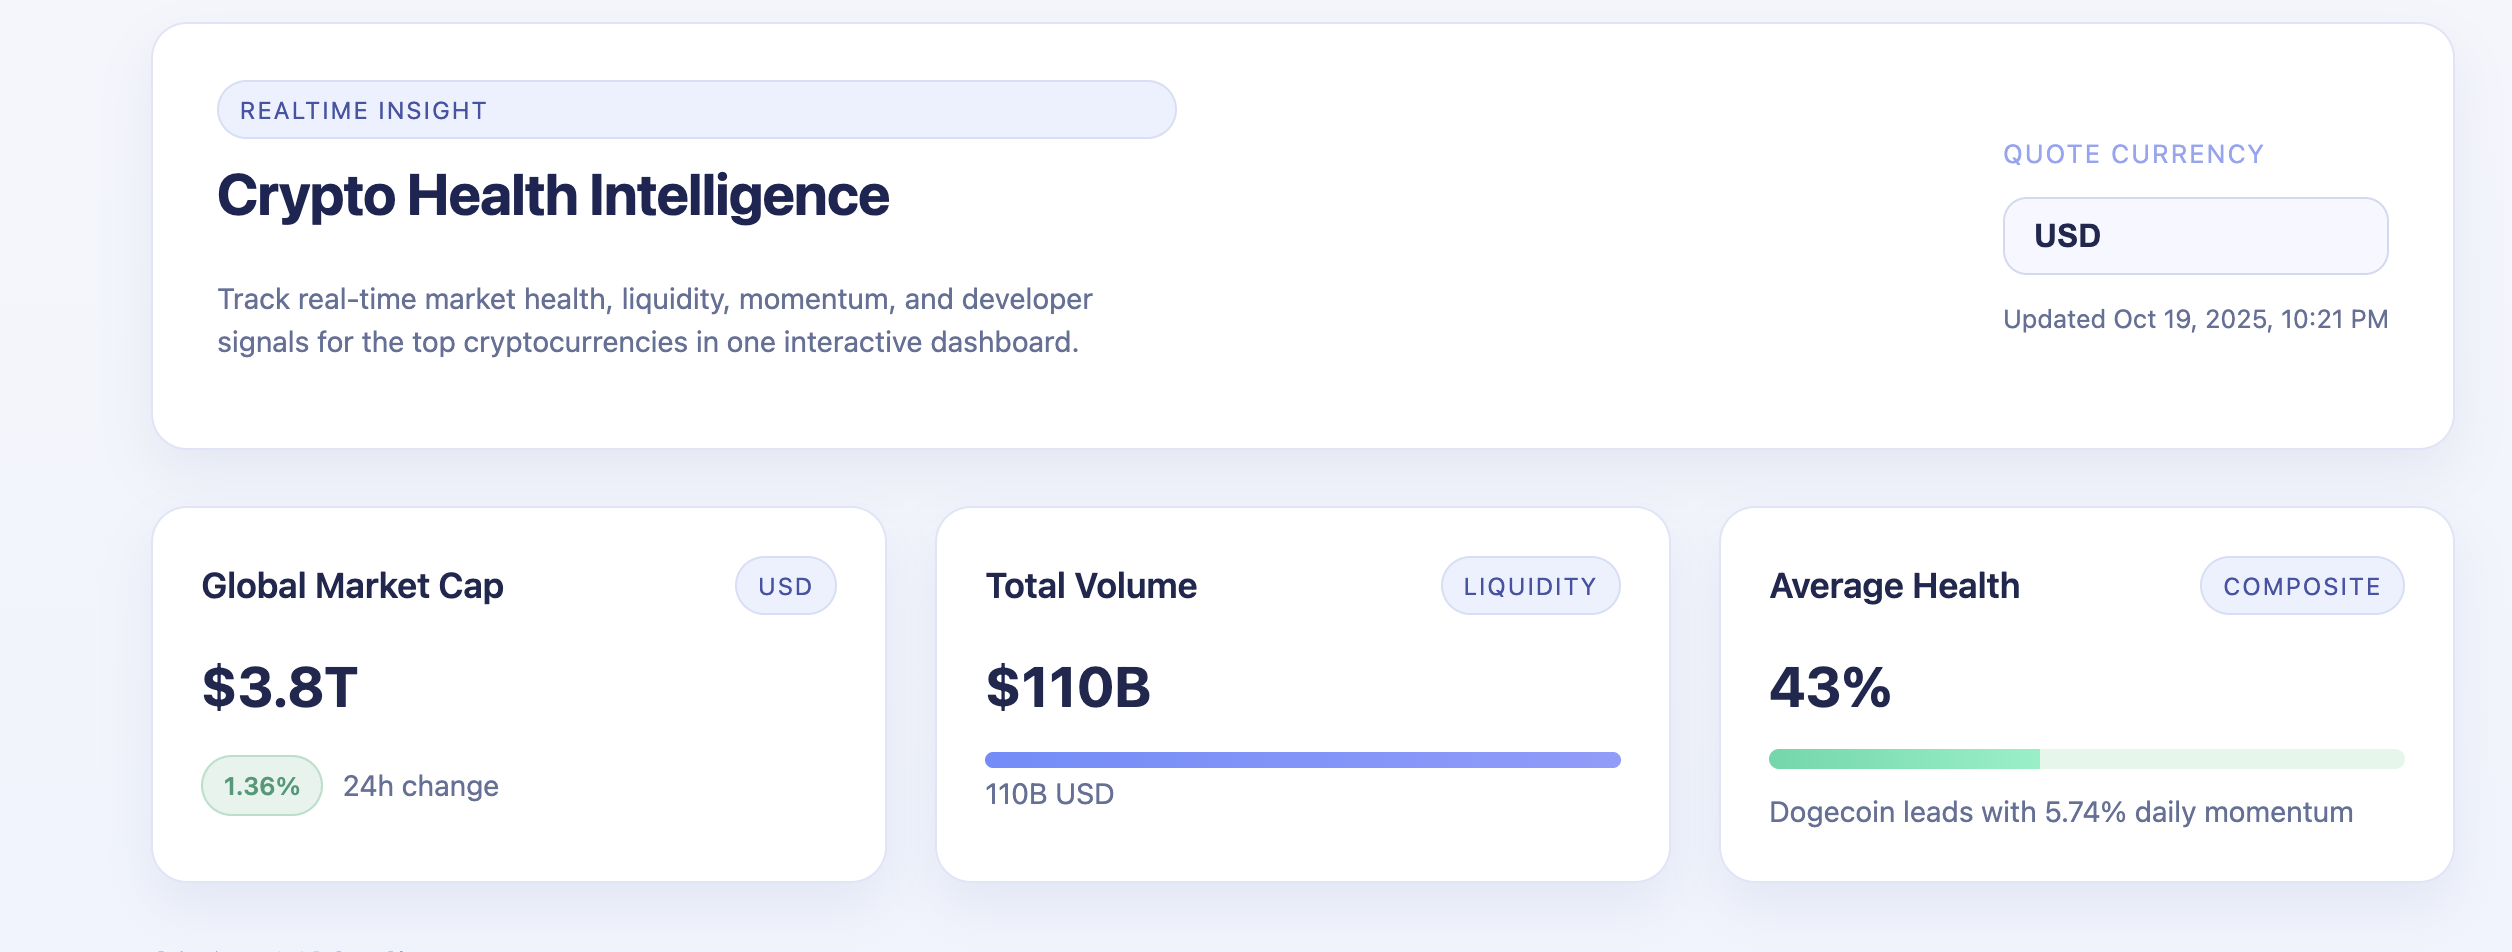 REALTIME INSIGHT
Crypto Health Intelligence
Track real-time market health, liquidity, momentum, and developer
signals for the top cryptocurrencies in one interactive dashboard.
QUOTE CURRENCY
USD
Updated Oct 19, 2025, 10:21 PM
Global Market Cap
USD
$3.8T
1.36%
24h change
Total Volume
LIQUIDITY
$110B
110B USD
Average Health
COMPOSITE
43%
Dogecoin leads with 5.74% daily momentum